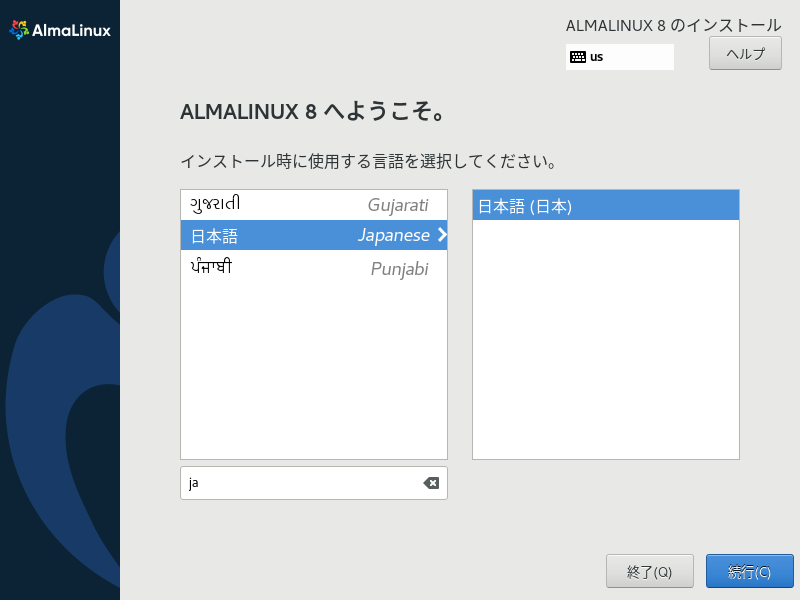 AlmaLinux
ALMALINUX 8 のインストール
us
ヘルプ
ALMALINUX 8 へようこそ。
インストール時に使用する言語を選択してください。
ગુજરાતી Gujarati
日本語 Japanese
ਪੰਜਾਬੀ Punjabi
日本語 (日本)
ja
終了(Q)
続行(C)